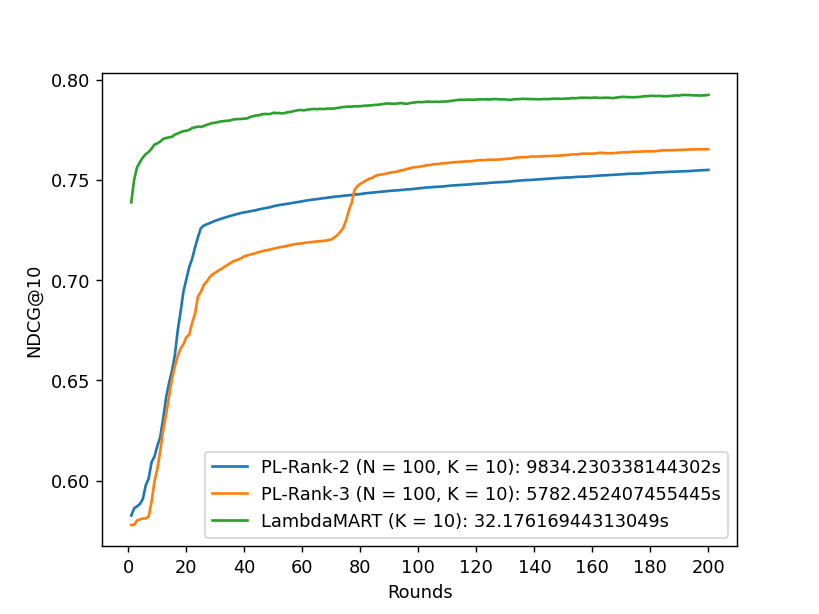 0.80
0.75
0.70
0.65
0.60
NDCG@10
PL-Rank-2 (N = 100, K = 10): 9834.230338144302s
PL-Rank-3 (N = 100, K = 10): 5782.452407455445s
LambdaMART (K = 10): 32.17616944313049s
0 20 40 60 80 100 120 140 160 180 200
Rounds